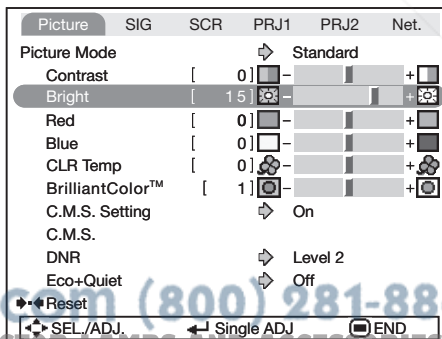 Picture SIG SCR PRJ1 PRJ2 Net.
Picture Mode Standard
Contrast [ 0] - +
Bright [ 15] - +
Red [ 0] - +
Blue [ 0] - +
CLR Temp [ 0] - +
BrilliantColor™ [ 1] - +
C.M.S. Setting On
C.M.S.
DNR Level 2
Eco+Quiet Off
Reset
com (800) 281-88
SEL./ADJ. Single ADJ END